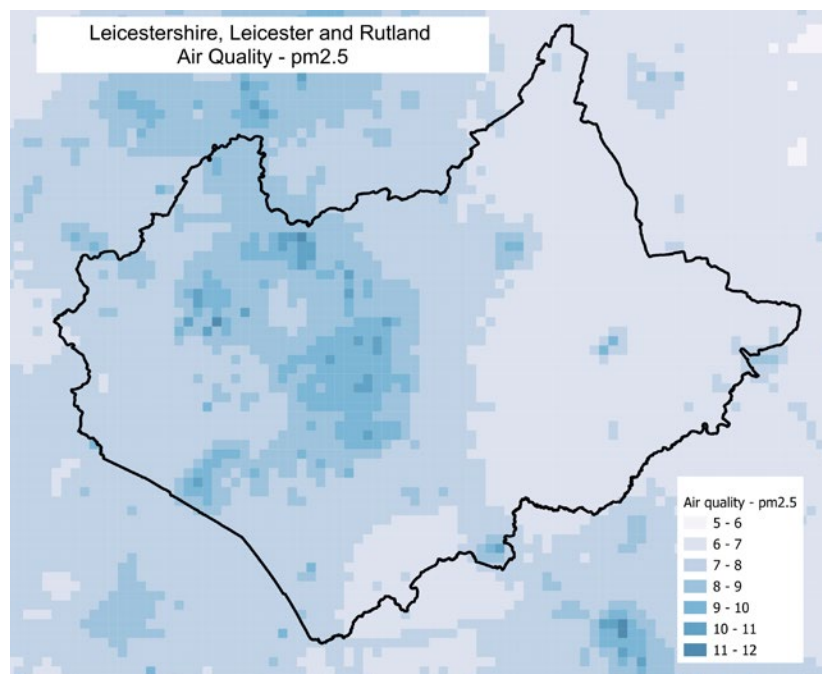 Leicestershire, Leicester and Rutland
Air Quality - pm2.5
Air quality - pm2.5
5 - 6
6 - 7
7 - 8
8 - 9
9 - 10
10 - 11
11 - 12